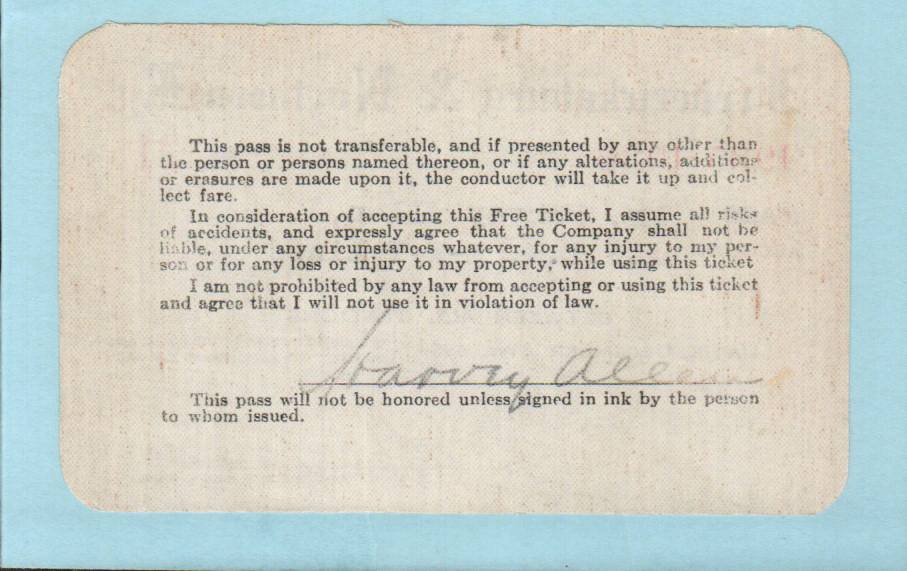 This pass is not transferable, and if presented by any other than
the person or persons named thereon, or if any alterations, additions
or erasures are made upon it, the conductor will take it up and col-
lect fare.
In consideration of accepting this Free Ticket, I assume all risks
of accidents, and expressly agree that the Company shall not be
liable, under any circumstances whatever, for any injury to my per-
son or for any loss or injury to my property, while using this ticket
I am not prohibited by any law from accepting or using this ticket
and agree that I will not use it in violation of law.
Harvey
This pass will not be honored unless signed in ink by the person
to whom issued.